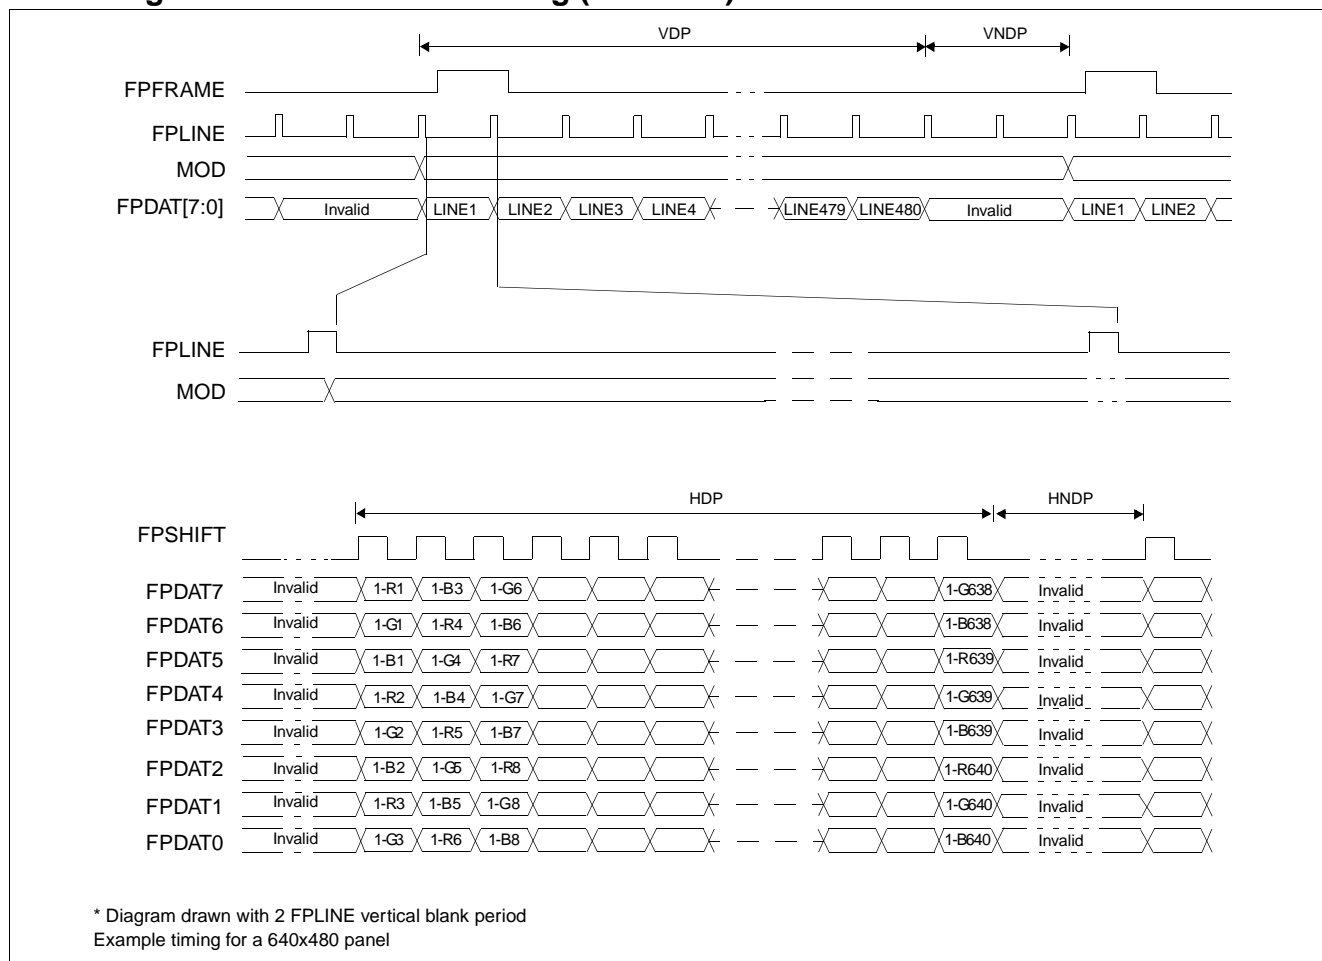 VDP VNDP
FPFRAME
FPLINE
MOD
FPDAT[7:0] Invalid LINE1 LINE2 LINE3 LINE4 LINE479 LINE480 Invalid LINE1 LINE2
FPLINE
MOD
HDP HNDP
FPSHIFT
FPDAT7 Invalid 1-R1 1-B3 1-G6 1-G638 Invalid
FPDAT6 Invalid 1-G1 1-R4 1-B6 1-B638 Invalid
FPDAT5 Invalid 1-B1 1-G4 1-R7 1-R639 Invalid
FPDAT4 Invalid 1-R2 1-B4 1-G7 1-G639 Invalid
FPDAT3 Invalid 1-G2 1-R5 1-B7 1-B639 Invalid
FPDAT2 Invalid 1-B2 1-G5 1-R8 1-R640 Invalid
FPDAT1 Invalid 1-R3 1-B5 1-G8 1-G640 Invalid
FPDAT0 Invalid 1-G3 1-R6 1-B8 1-B640 Invalid
* Diagram drawn with 2 FPLINE vertical blank period
Example timing for a 640x480 panel